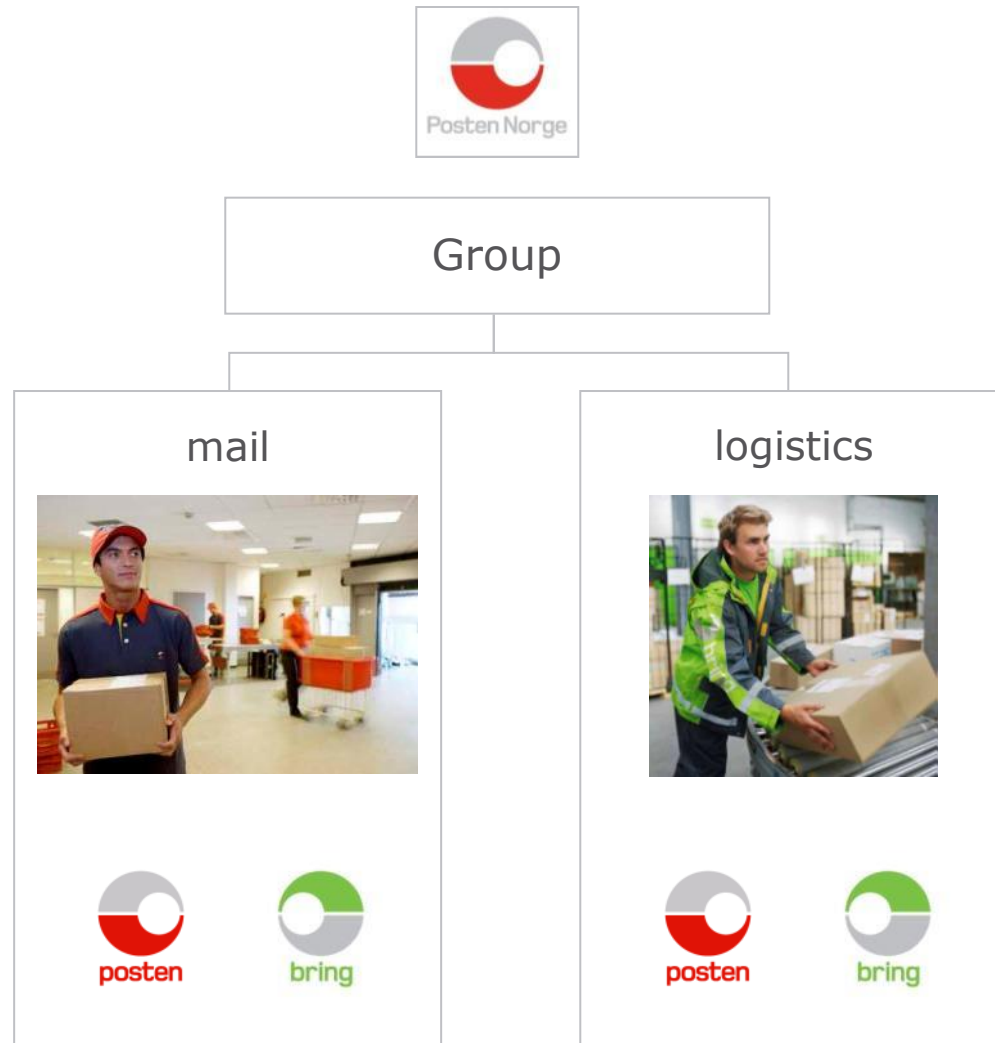 Posten Norge
Group
mail
logistics
posten
bring
posten
bring